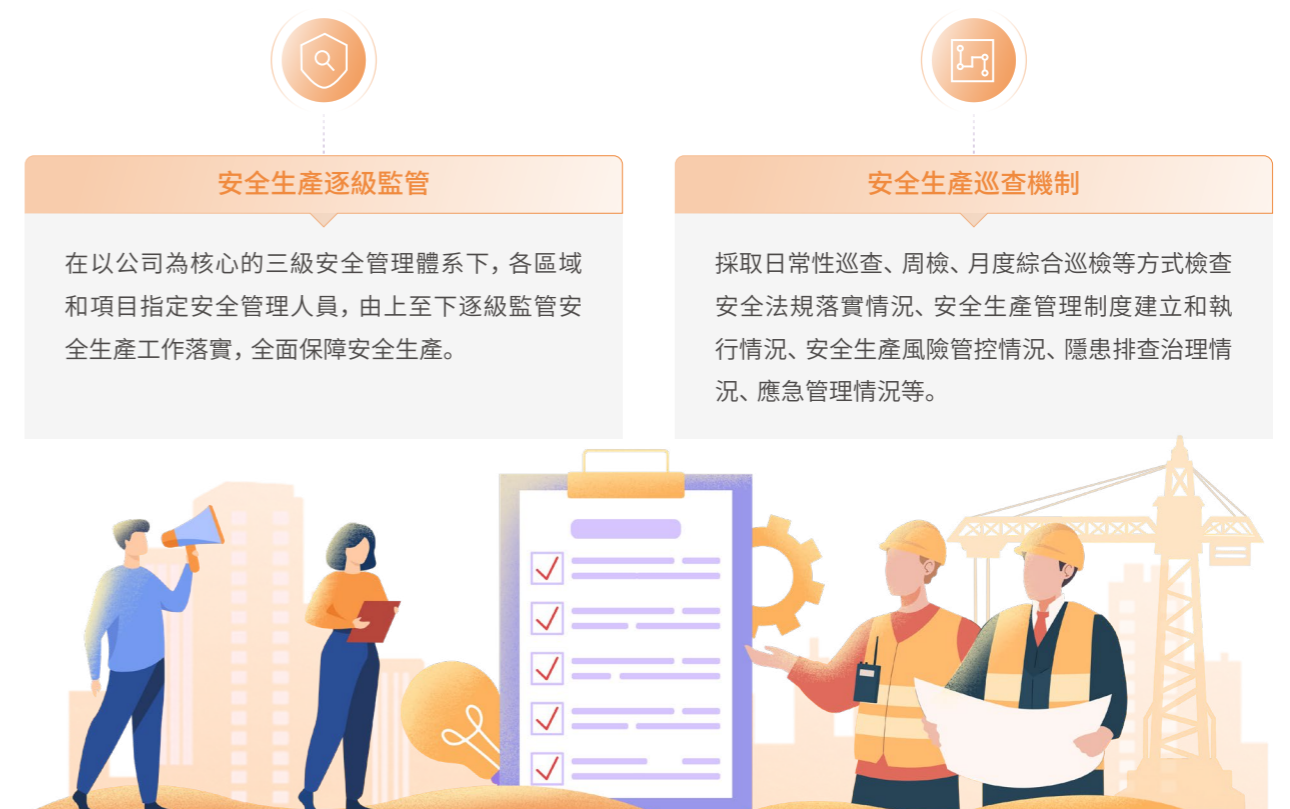 安全生產逐級監管
在以公司為核心的三級安全管理體系下，各區域
和項目指定安全管理人員，由上至下逐級監管安
全生產工作落實，全面保障安全生產。
安全生產巡查機制
採取日常性巡查、周檢、月度綜合巡檢等方式檢查
安全法規落實情況、安全生產管理制度建立和執
行情況、安全生產風險管控情況、隱患排查治理情
況、應急管理情況等。